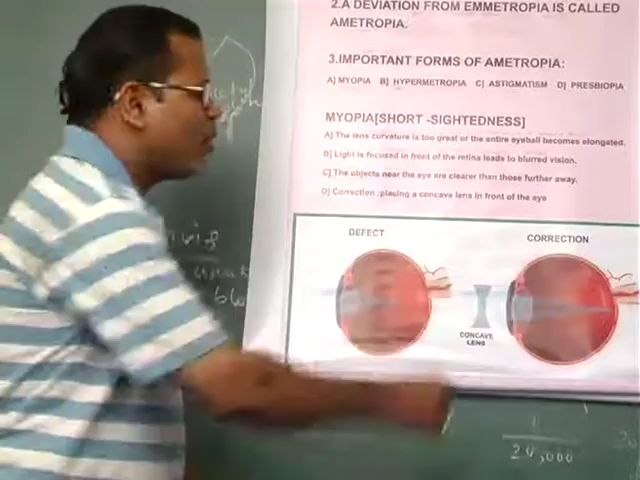 2.A DEVIATION FROM EMMETROPIA IS CALLED
AMETROPIA.
3.IMPORTANT FORMS OF AMETROPIA:
A] MYOPIA B] HYPERMETROPIA C] ASTIGMATISM D] PRESBIOPIA
MYOPIA[SHORT -SIGHTEDNESS]
A] The lens curvature is too great or the entire eyeball becomes elongated.
B] Light is focused in front of the retina leads to blurred vision.
C] The objects near the eye are clearer than those further away.
D] Correction :placing a concave lens in front of the eye
DEFECT
CORRECTION
CONCAVE
LENS
1
20,000